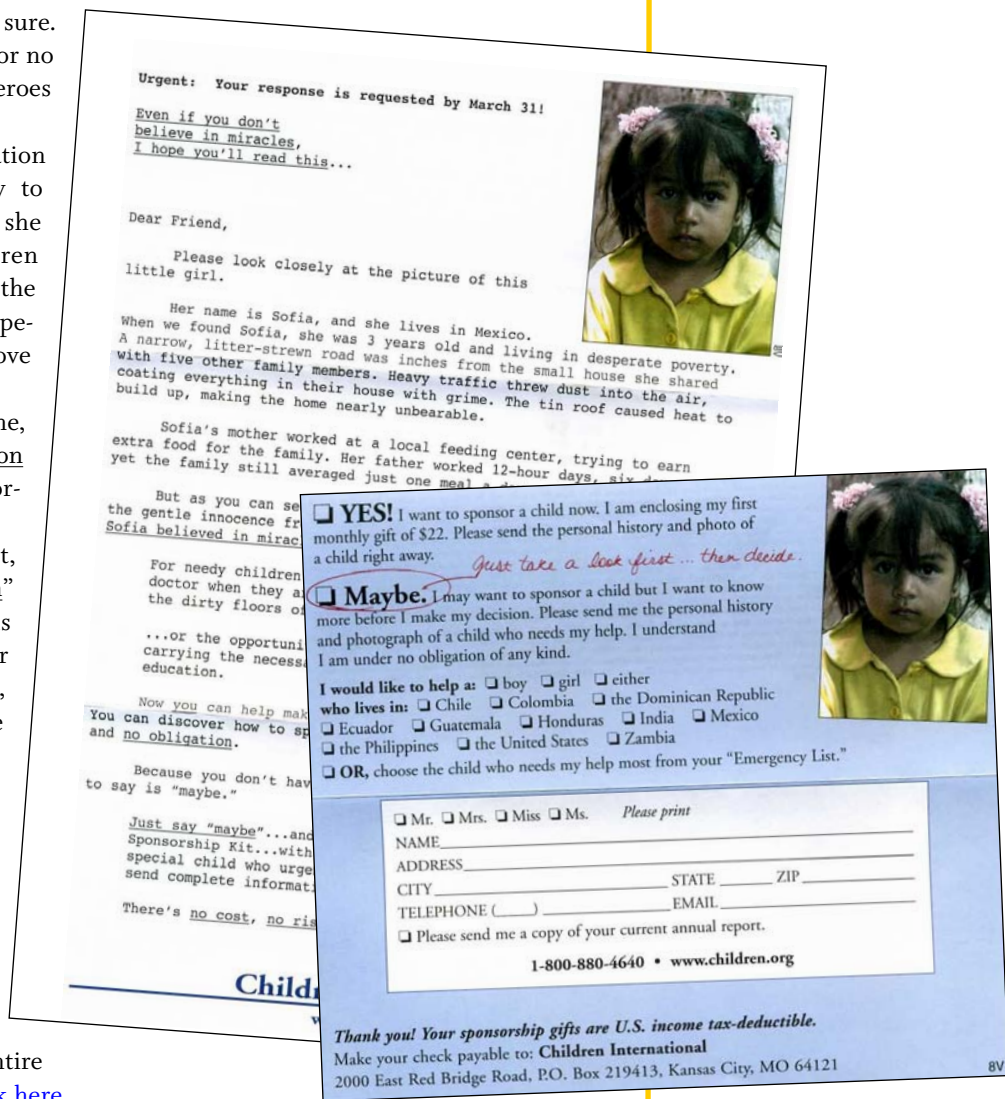 sure.
or no
eroes
ation
y to
she
ren
the
pe-
ove
ne,
on
or-
t,
”
s
r
,
e
ntire
k here
Urgent: Your response is requested by March 31!
Even if you don't
believe in miracles,
I hope you'll read this...
Dear Friend,
Please look closely at the picture of this
little girl.
Her name is Sofia, and she lives in Mexico.
When we found Sofia, she was 3 years old and living in desperate poverty.
A narrow, litter-strewn road was inches from the small house she shared
with five other family members. Heavy traffic threw dust into the air,
coating everything in their house with grime. The tin roof caused heat to
build up, making the home nearly unbearable.
Sofia's mother worked at a local feeding center, trying to earn
extra food for the family. Her father worked 12-hour days, six
yet the family still averaged just one meal a
But as you can se
the gentle innocence fr
Sofia believed in mirac
For needy children
doctor when they a
the dirty floors of
...or the opportuni
carrying the necessa
education.
Now you can help mak
You can discover how to sp
and no obligation.
Because you don't hav
to say is "maybe."
Just say "maybe"...and
Sponsorship Kit...with
special child who urge
send complete informati
There's no cost, no ris
Child
❏ YES! I want to sponsor a child now. I am enclosing my first
monthly gift of $22. Please send the personal history and photo of
a child right away.
Just take a look first ... then decide.
❏ Maybe. I may want to sponsor a child but I want to know
more before I make my decision. Please send me the personal history
and photograph of a child who needs my help. I understand
I am under no obligation of any kind.
I would like to help a: ❏ boy ❏ girl ❏ either
who lives in: ❏ Chile ❏ Colombia ❏ the Dominican Republic
❏ Ecuador ❏ Guatemala ❏ Honduras ❏ India ❏ Mexico
❏ the Philippines ❏ the United States ❏ Zambia
❏ OR, choose the child who needs my help most from your “Emergency List.”
❏ Mr. ❏ Mrs. ❏ Miss ❏ Ms. Please print
NAME
ADDRESS
CITY STATE ZIP
TELEPHONE ( ) EMAIL
❏ Please send me a copy of your current annual report.
1-800-880-4640 • www.children.org
Thank you! Your sponsorship gifts are U.S. income tax-deductible.
Make your check payable to: Children International
2000 East Red Bridge Road, P.O. Box 219413, Kansas City, MO 64121
8V